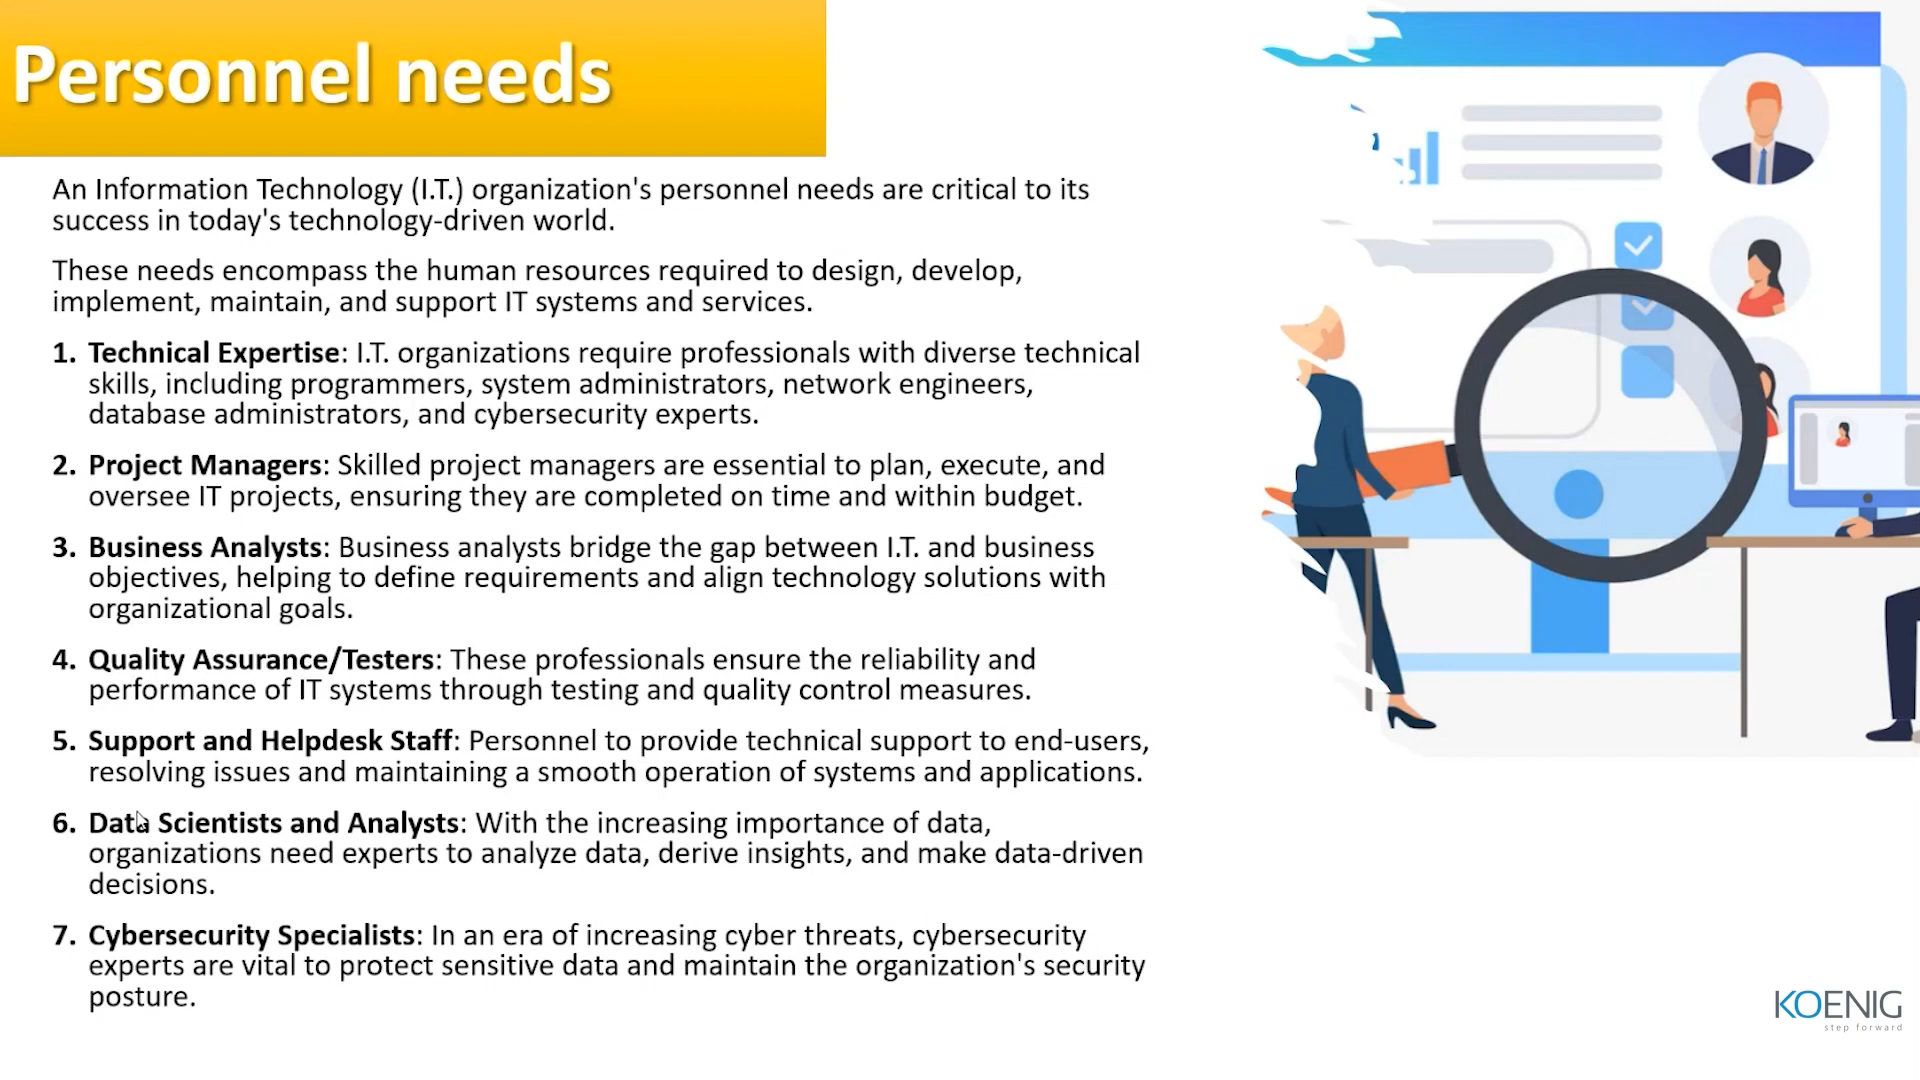 Personnel needs
An Information Technology (I.T.) organization's personnel needs are critical to its
success in today's technology-driven world.
These needs encompass the human resources required to design, develop,
implement, maintain, and support IT systems and services.
1. Technical Expertise: I.T. organizations require professionals with diverse technical
skills, including programmers, system administrators, network engineers,
database administrators, and cybersecurity experts.
2. Project Managers: Skilled project managers are essential to plan, execute, and
oversee IT projects, ensuring they are completed on time and within budget.
3. Business Analysts: Business analysts bridge the gap between I.T. and business
objectives, helping to define requirements and align technology solutions with
organizational goals.
4. Quality Assurance/Testers: These professionals ensure the reliability and
performance of IT systems through testing and quality control measures.
5. Support and Helpdesk Staff: Personnel to provide technical support to end-users,
resolving issues and maintaining a smooth operation of systems and applications.
6. Data Scientists and Analysts: With the increasing importance of data,
organizations need experts to analyze data, derive insights, and make data-driven
decisions.
7. Cybersecurity Specialists: In an era of increasing cyber threats, cybersecurity
experts are vital to protect sensitive data and maintain the organization's security
posture.
KOENIG
step forward